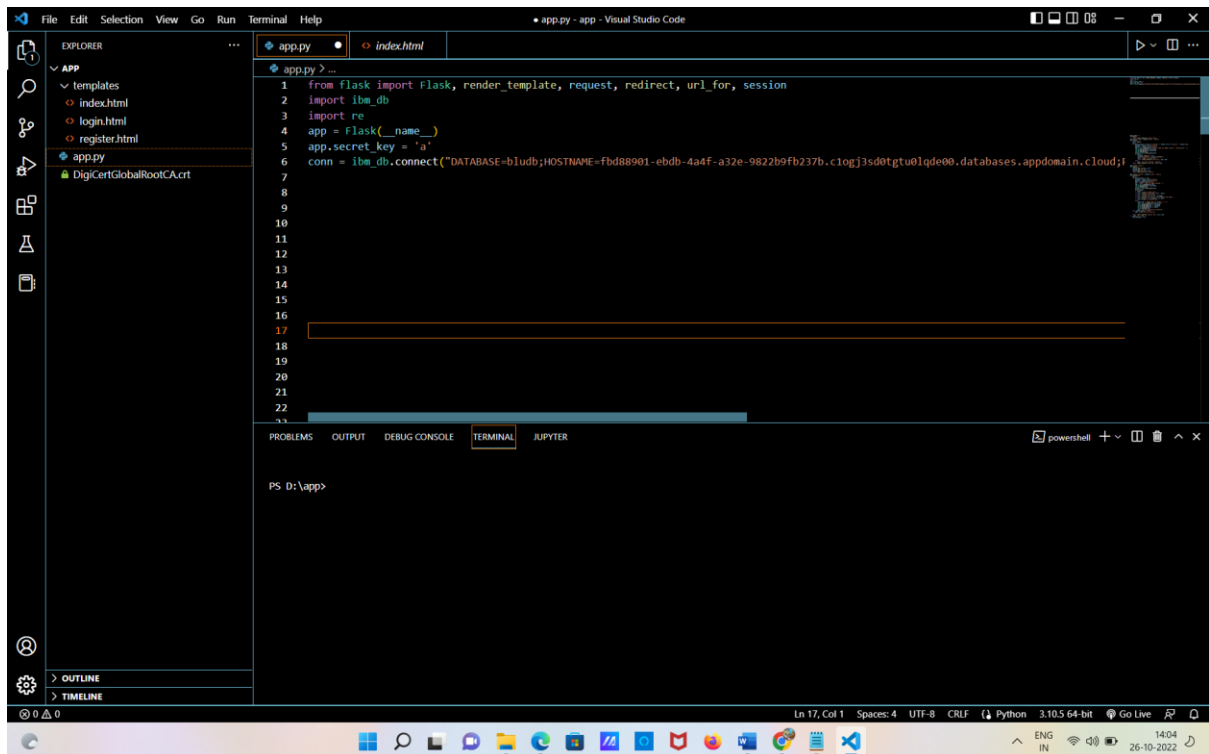 File Edit Selection View Go Run Terminal Help
● app.py - app - Visual Studio Code
EXPLORER
APP
templates
index.html
login.html
register.html
app.py
DigiCertGlobalRootCA.crt
OUTLINE
TIMELINE
app.py ● index.html
app.py > ...
1 from flask import Flask, render_template, request, redirect, url_for, session
2 import ibm_db
3 import re
4 app = Flask(__name__)
5 app.secret_key = 'a'
6 conn = ibm_db.connect("DATABASE=bludb;HOSTNAME=fbd88901-ebdb-4a4f-a32e-9822b9fb237b.c1ogj3sd0tgtu0lqde00.databases.appdomain.cloud;
7
8
9
10
11
12
13
14
15
16
17
18
19
20
21
22
PROBLEMS OUTPUT DEBUG CONSOLE TERMINAL JUPYTER
powershell
PS D:\app>
0 0
Ln 17, Col 1 Spaces: 4 UTF-8 CRLF Python 3.10.5 64-bit Go Live
ENG
IN
14:04
26-10-2022